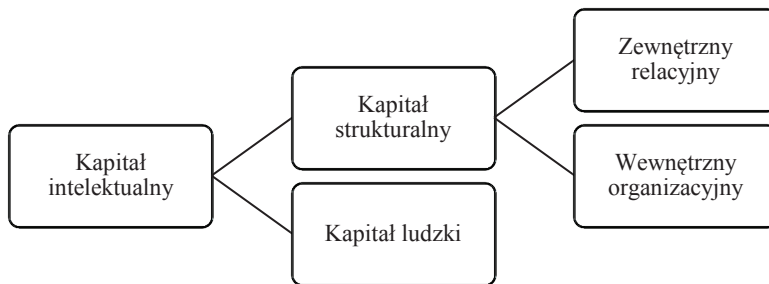 Kapitał
intelektualny
Kapitał
strukturalny
Kapitał ludzki
Zewnętrzny
relacyjny
Wewnętrzny
organizacyjny